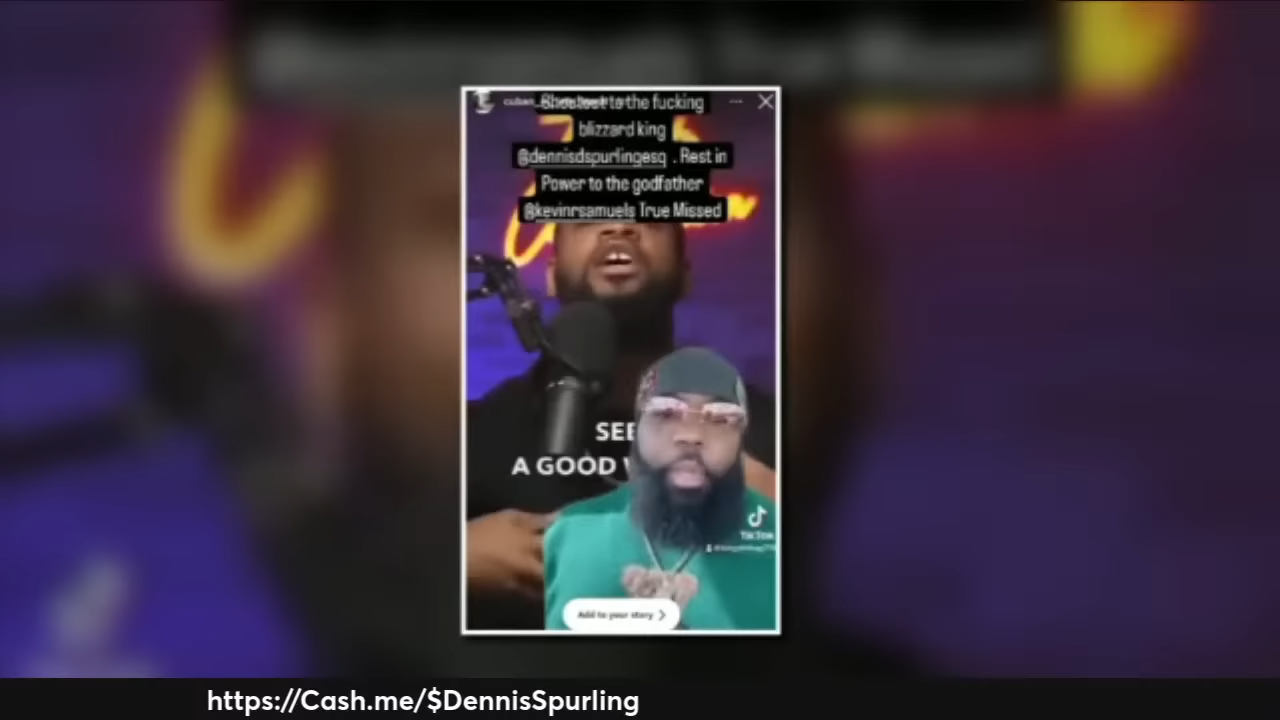 Shoutout to the fucking
blizzard king
@dennisdspurlingesq . Rest in
Power to the godfather
@kevinrsamuels True Missed
SEE
A GOOD
TikTok
Add to your story
https://Cash.me/$DennisSpurling